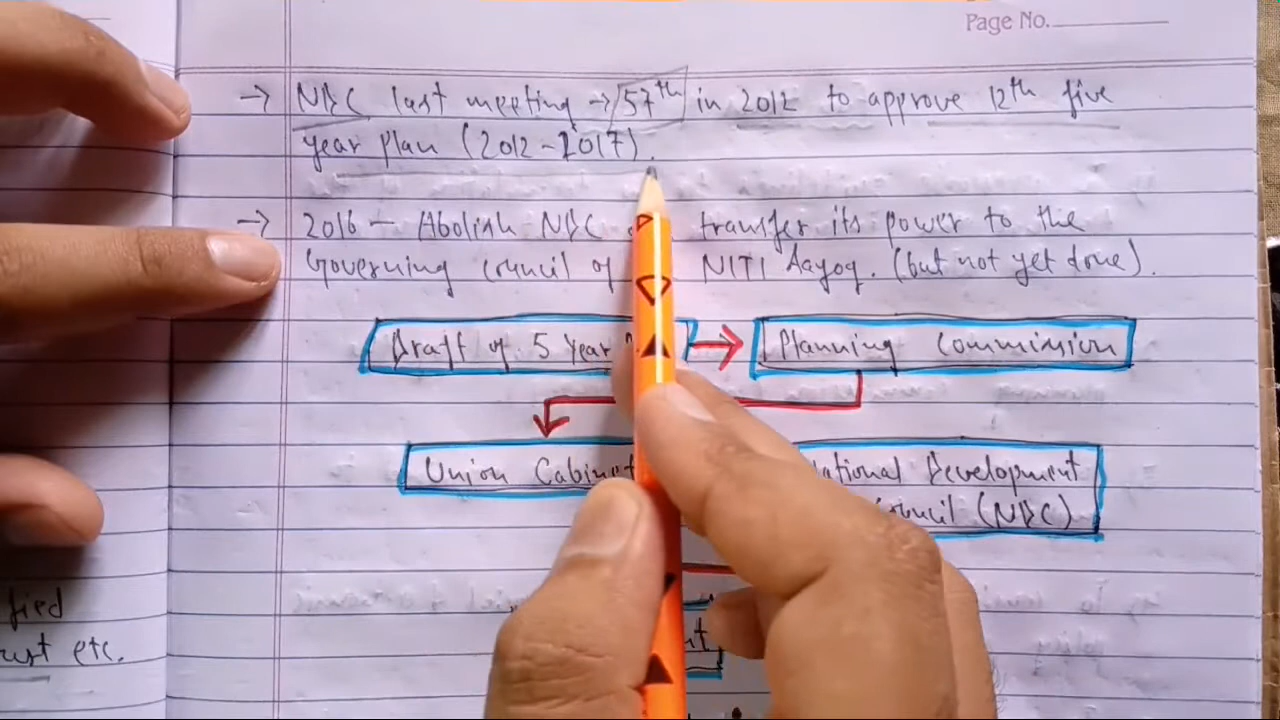 Page No.
→ NDC last meeting → 57th in 2012 to approve 12th five
year plan (2012-2017).
→ 2016 - Abolish NDC transfer its power to the
Governing Council of NITI Aayog. (but not yet done).
Draft of 5 Year → Planning Commission
Union Cabinet ational Development
ouncil (NDC)
fied
etc.